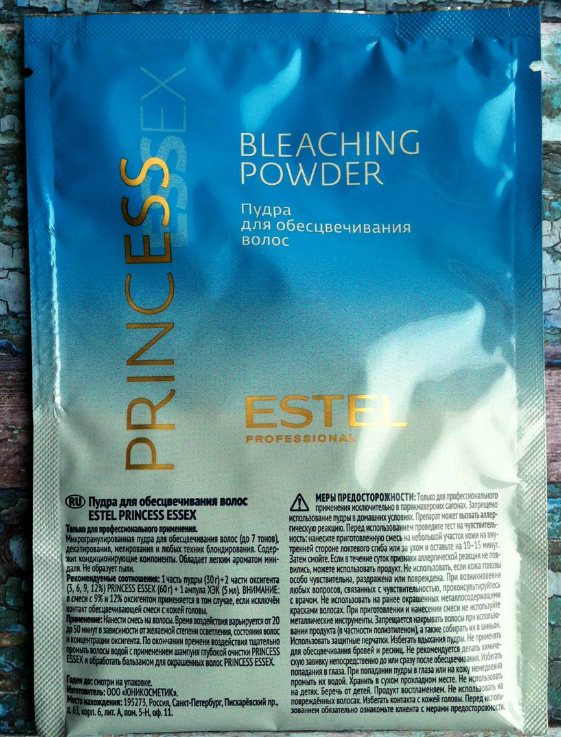 PRINCESS
ESSEX
BLEACHING
POWDER
Пудра
для обесцвечивания
волос
ESTEL
PROFESSIONAL
RU Пудра для обесцвечивания волос
ESTEL PRINCESS ESSEX
Только для профессионального применения.
Микрогранулированная пудра для обесцвечивания волос (до 7 тонов),
декапирования, мелирования и любых техник блондирования. Содер-
жит кондиционирующие компоненты. Обладает легким ароматом мин-
даля. Не образует пыли.
Рекомендуемые соотношения: 1 часть пудры (30 г) + 2 части оксигента
(3, 6, 9, 12%) PRINCESS ESSEX (60 г) + 1 ампула ХЭК (5 мл). ВНИМАНИЕ:
в смеси с 9% и 12% оксигентом применяется в том случае, если исключён
контакт обесцвечивающей смеси с кожей головы.
Применение: Нанести смесь на волосы. Время воздействия варьируется от 20
до 50 минут в зависимости от желаемой степени осветления, состояния волос
и концентрации оксигента. По окончании времени воздействия тщательно
промыть волосы водой с применением шампуня глубокой очистки PRINCESS
ESSEX и обработать бальзамом для окрашенных волос PRINCESS ESSEX.
Годен до: смотри на упаковке.
Изготовитель: ООО «ЮНИКОСМЕТИК».
Место нахождения: 195273, Россия, Санкт-Петербург, Пискарёвский пр.,
д. 63, корп. 6, лит. А, пом. 5-Н, оф. 11.
МЕРЫ ПРЕДОСТОРОЖНОСТИ: Только для профессионального
применения исключительно в парикмахерских салонах. Запрещено
использование пудры в домашних условиях. Препарат может вызвать аллер-
гическую реакцию. Перед использованием проведите тест на чувствитель-
ность: нанесите приготовленную смесь на небольшой участок кожи на вну-
тренней стороне локтевого сгиба или за ухом и оставьте на 10–15 минут.
Затем смойте. Если в течение суток признаки аллергической реакции не поя-
вились, можете использовать продукт. Не использовать, если кожа головы
особо чувствительна, раздражена или повреждена. При возникновении
любых вопросов, связанных с чувствительностью, проконсультируйтесь
с врачом. Не использовать на ранее окрашенных металлосодержащими
красками волосах. При приготовлении и нанесении смеси не используйте
металлические инструменты. Запрещается накрывать волосы при использо-
вании продукта (в частности полиэтиленом), а также собирать их в шиньон.
Использовать защитные перчатки. Избегать вдыхания пудры. Не применять
для обесцвечивания бровей и ресниц. Не рекомендуется делать химиче-
скую завивку непосредственно до или сразу после обесцвечивания. Избегать
попадания в глаза. При попадании пудры в глаза или на кожу немедленно
промыть их водой. Хранить в сухом прохладном месте. Не использовать
на детях. Беречь от детей. Продукт воспламеняем. Не использовать на
повреждённых волосах. Избегать контакта с кожей головы. Перед исполь-
зованием обязательно ознакомьте клиента с мерами предосторожности.